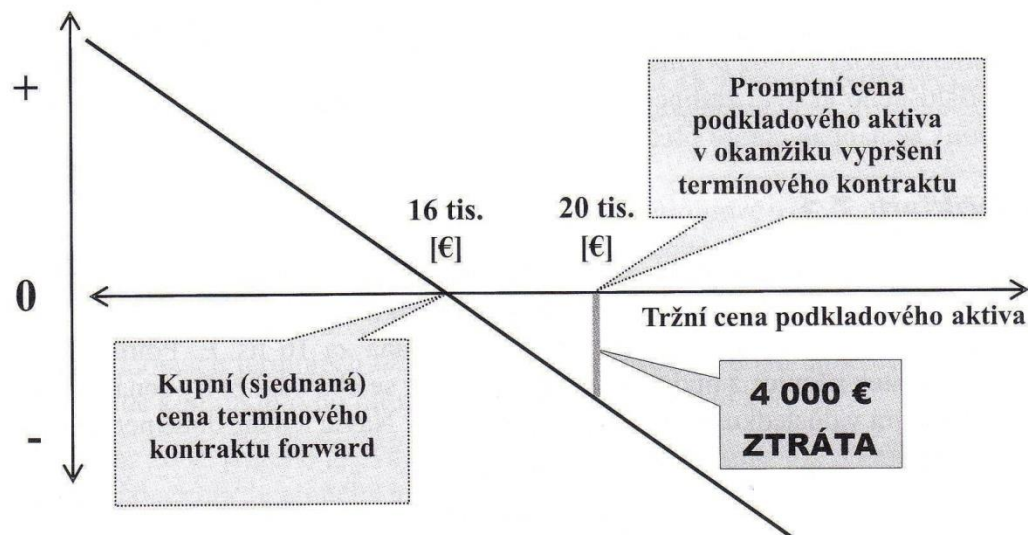 +
Promptní cena
podkladového aktiva
v okamžiku vypršení
termínového kontraktu
16 tis.
[€]
20 tis.
[€]
0
Tržní cena podkladového aktiva
Kupní (sjednaná)
cena termínového
kontraktu forward
4 000 €
ZTRÁTA
-